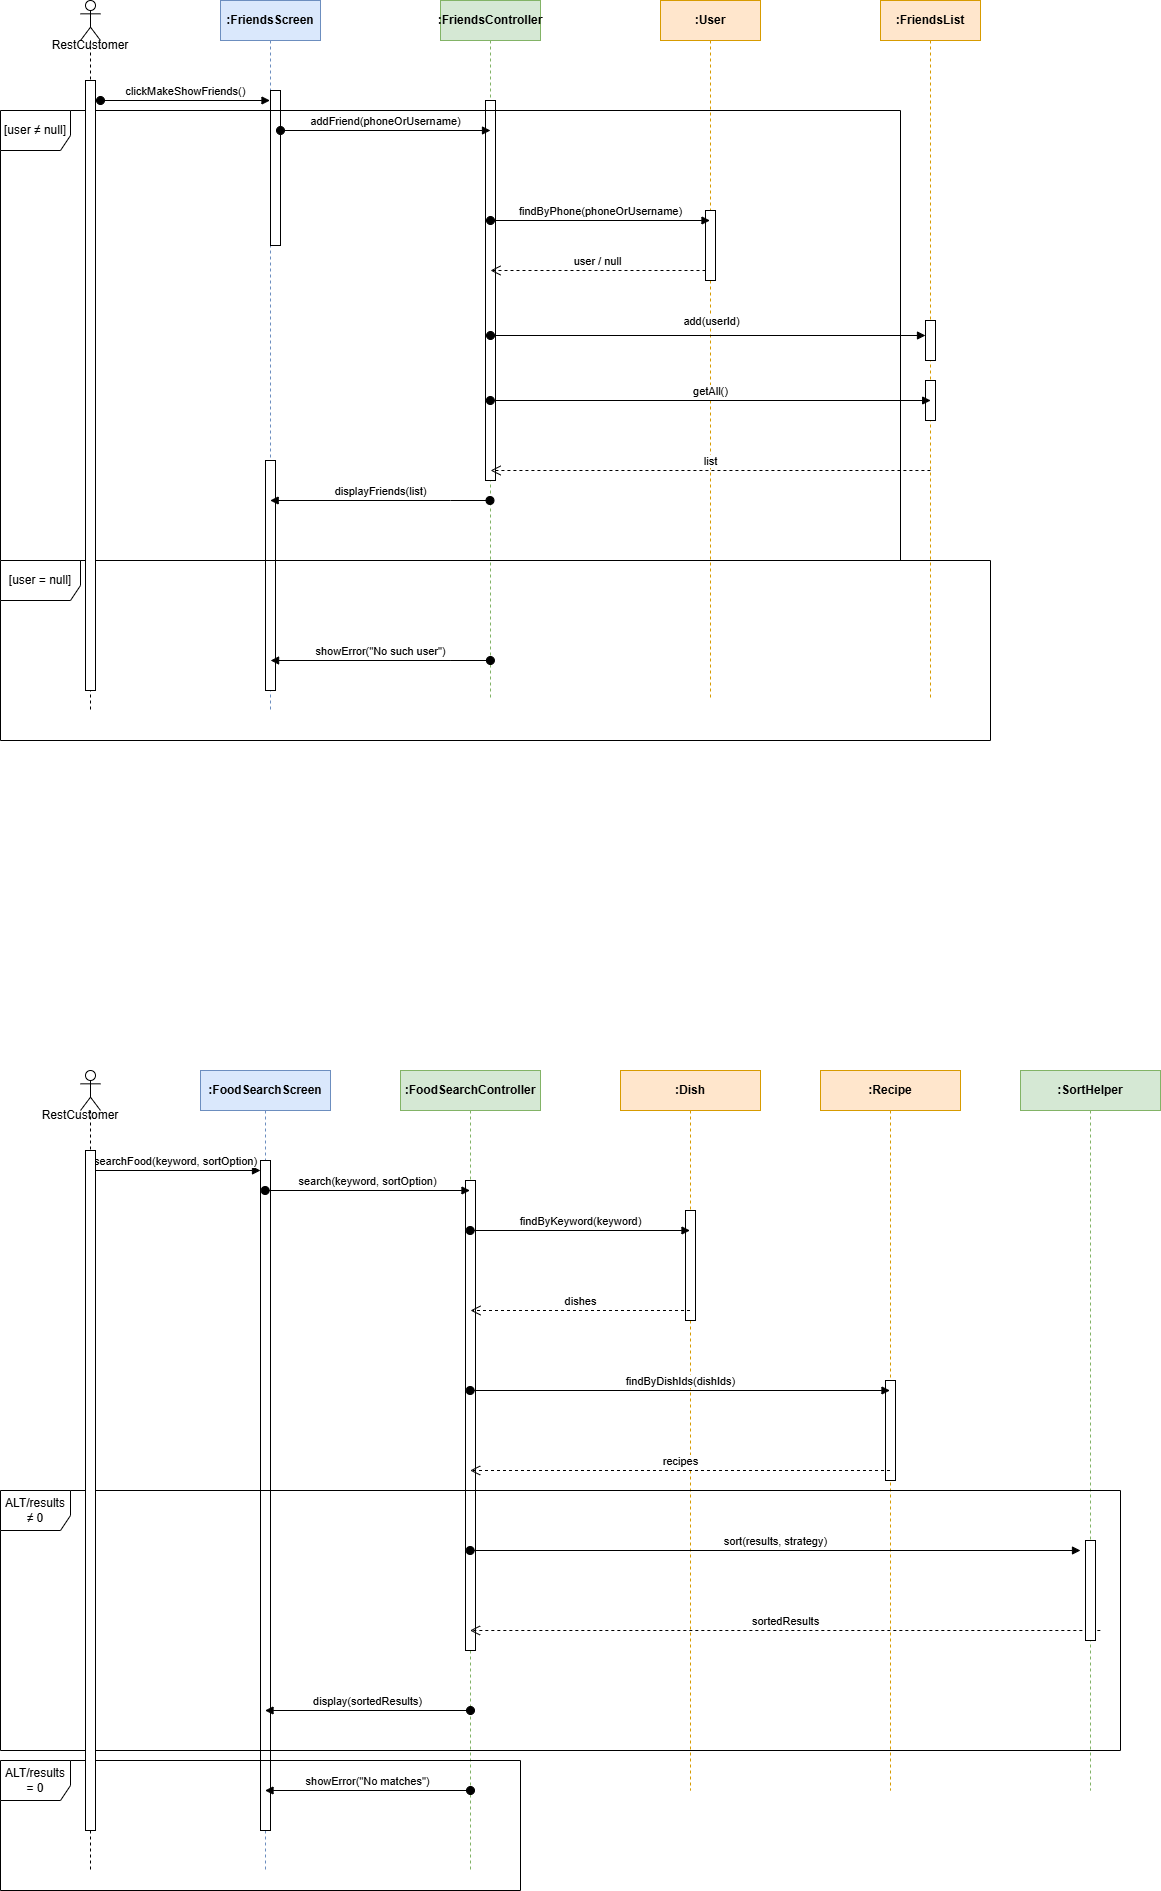 RestCustomer
:FriendsScreen
:FriendsController
:User
:FriendsList
clickMakeShowFriends()
[user ≠ null]
addFriend(phoneOrUsername)
findByPhone(phoneOrUsername)
user / null
add(userId)
getAll()
list
displayFriends(list)
[user = null]
showError("No such user")
RestCustomer
:FoodSearchScreen
:FoodSearchController
:Dish
:Recipe
:SortHelper
searchFood(keyword, sortOption)
search(keyword, sortOption)
findByKeyword(keyword)
dishes
findByDishIds(dishIds)
recipes
ALT/results
≠ 0
sort(results, strategy)
sortedResults
display(sortedResults)
ALT/results
= 0
showError("No matches")